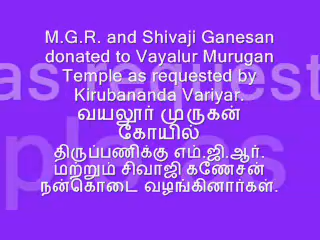 M.G.R. and Shivaji Ganesan
donated to Vayalur Murugan
Temple as requested by
Kirubananda Variyar.
வயலூர் முருகன்
கோயில்
திருப்பணிக்கு எம்.ஜி.ஆர்.
மற்றும் சிவாஜி கணேசன்
நன்கொடை வழங்கினார்கள்.